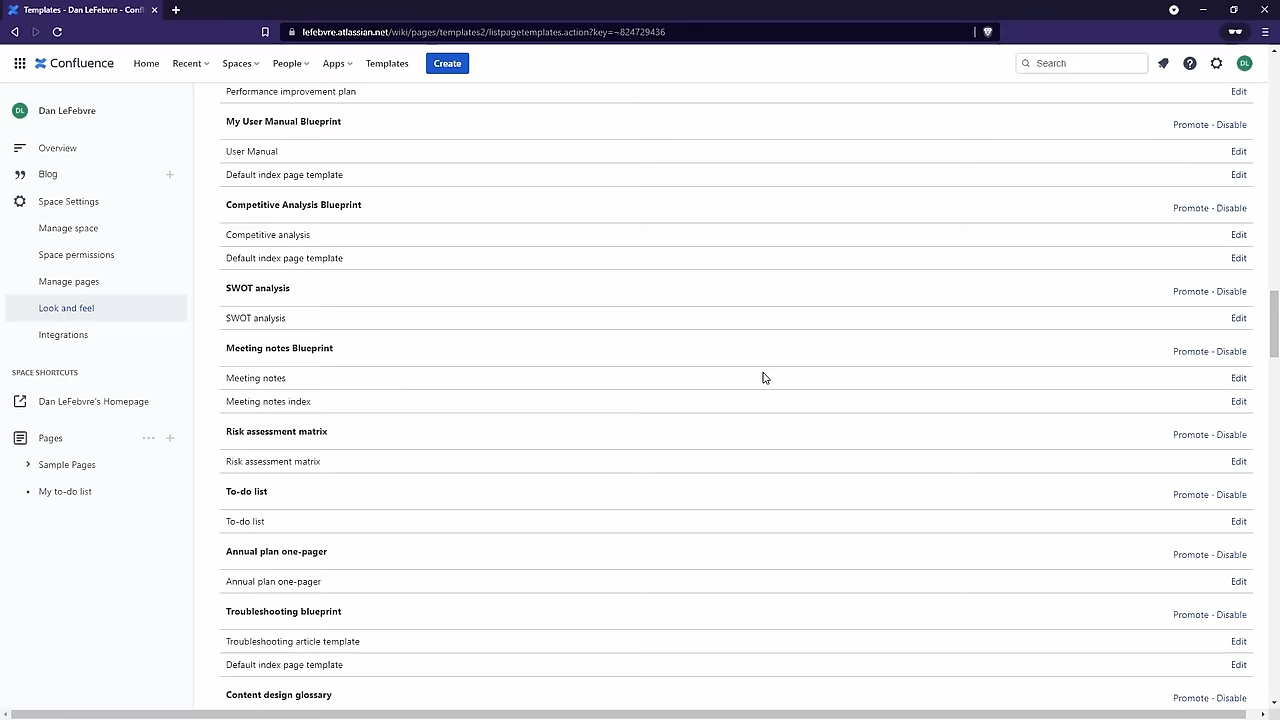 Templates - Dan LeFebvre - Confl
lefebvre.atlassian.net/wiki/pages/templates2/listpagetemplates.action?key=~824729436
Confluence Home Recent Spaces People Apps Templates Create Search DL
DL Dan LeFebvre
Overview
Blog
Space Settings
Manage space
Space permissions
Manage pages
Look and feel
Integrations
SPACE SHORTCUTS
Dan LeFebvre's Homepage
Pages
Sample Pages
My to-do list
Performance improvement plan Edit
My User Manual Blueprint Promote - Disable
User Manual Edit
Default index page template Edit
Competitive Analysis Blueprint Promote - Disable
Competitive analysis Edit
Default index page template Edit
SWOT analysis Promote - Disable
SWOT analysis Edit
Meeting notes Blueprint Promote - Disable
Meeting notes Edit
Meeting notes index Edit
Risk assessment matrix Promote - Disable
Risk assessment matrix Edit
To-do list Promote - Disable
To-do list Edit
Annual plan one-pager Promote - Disable
Annual plan one-pager Edit
Troubleshooting blueprint Promote - Disable
Troubleshooting article template Edit
Default index page template Edit
Content design glossary Promote - Disable